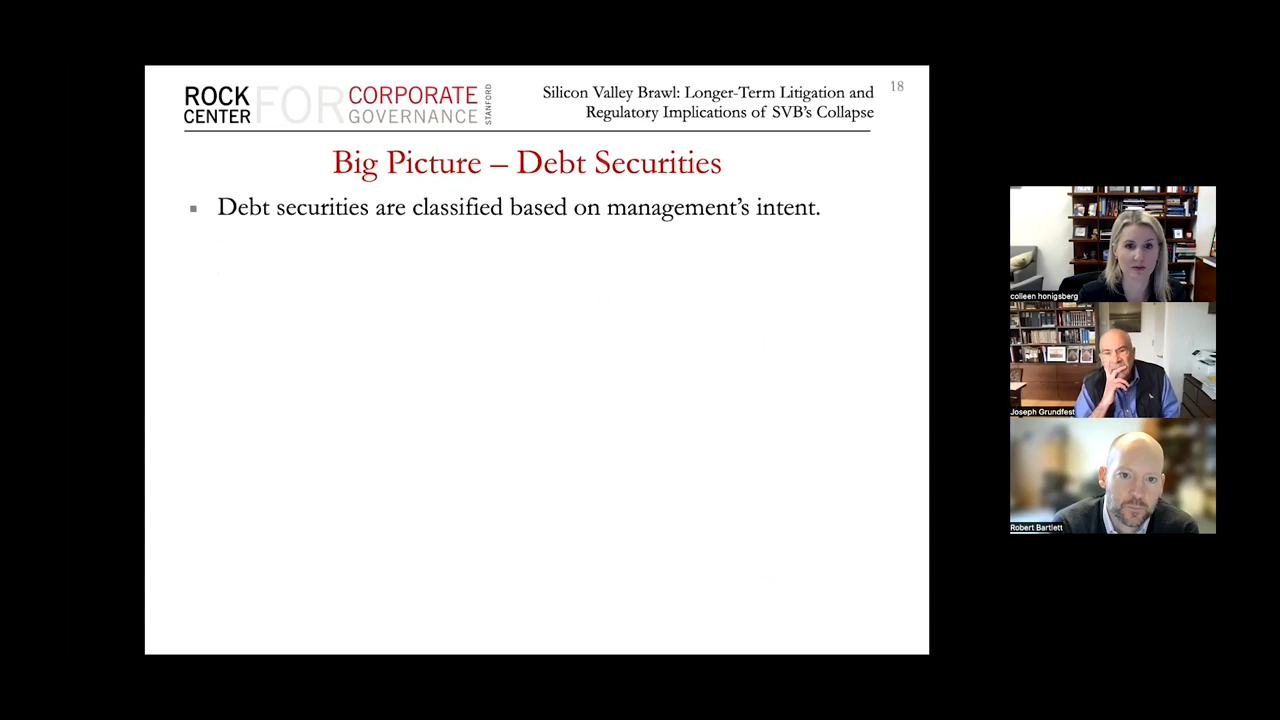 ROCK CENTER FOR CORPORATE GOVERNANCE STANFORD
Silicon Valley Brawl: Longer-Term Litigation and
Regulatory Implications of SVB's Collapse
18
Big Picture – Debt Securities
▪ Debt securities are classified based on management's intent.
colleen honigsberg
Joseph Grundfest
Robert Bartlett